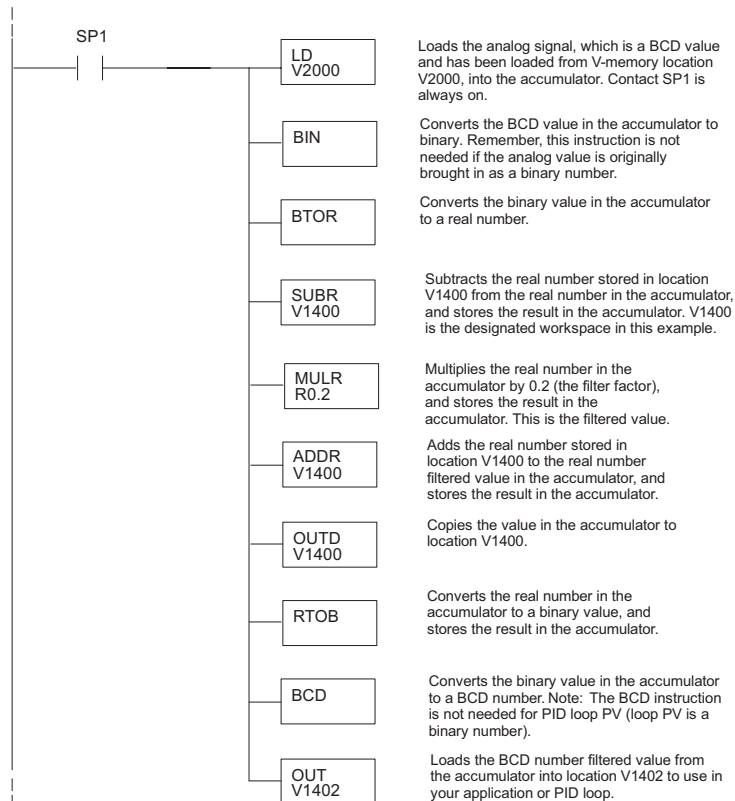 SP1
LD
V2000
Loads the analog signal, which is a BCD value
and has been loaded from V-memory location
V2000, into the accumulator. Contact SP1 is
always on.
BIN
Converts the BCD value in the accumulator to
binary. Remember, this instruction is not
needed if the analog value is originally
brought in as a binary number.
BTOR
Converts the binary value in the accumulator
to a real number.
SUBR
V1400
Subtracts the real number stored in location
V1400 from the real number in the accumulator,
and stores the result in the accumulator. V1400
is the designated workspace in this example.
MULR
R0.2
Multiplies the real number in the
accumulator by 0.2 (the filter factor),
and stores the result in the
accumulator. This is the filtered value.
ADDR
V1400
Adds the real number stored in
location V1400 to the real number
filtered value in the accumulator, and
stores the result in the accumulator.
OUTD
V1400
Copies the value in the accumulator to
location V1400.
RTOB
Converts the real number in the
accumulator to a binary value, and
stores the result in the accumulator.
BCD
Converts the binary value in the accumulator
to a BCD number. Note: The BCD instruction
is not needed for PID loop PV (loop PV is a
binary number).
OUT
V1402
Loads the BCD number filtered value from
the accumulator into location V1402 to use in
your application or PID loop.